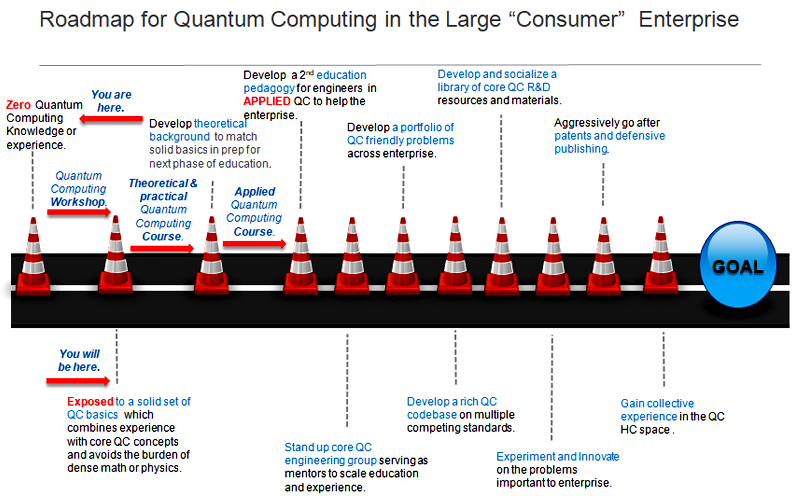 Roadmap for Quantum Computing in the Large “Consumer” Enterprise
Zero Quantum
Computing
Knowledge or
experience.
You are
here.
Quantum
Computing
Workshop.
Develop theoretical
background to match
solid basics in prep for
next phase of education.
Theoretical &
practical
Quantum
Computing
Course.
Applied
Quantum
Computing
Course.
Develop a 2nd education
pedagogy for engineers in
APPLIED QC to help the
enterprise.
Develop a portfolio of
QC friendly problems
across enterprise.
Develop and socialize a
library of core QC R&D
resources and materials.
Aggressively go after
patents and defensive
publishing.
GOAL
You will
be here.
Exposed to a solid set of
QC basics which
combines experience
with core QC concepts
and avoids the burden of
dense math or physics.
Stand up core QC
engineering group serving as
mentors to scale education
and experience.
Develop a rich QC
codebase on multiple
competing standards.
Experiment and Innovate
on the problems
important to enterprise.
Gain collective
experience in the QC
HC space .